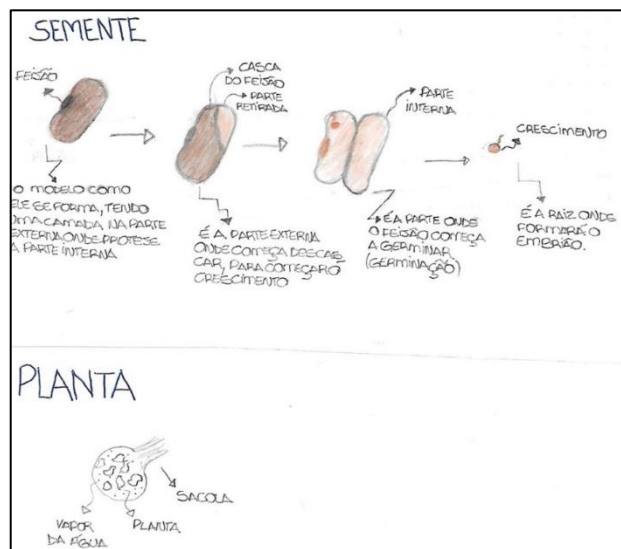 SEMENTE
FEIJÃO
O MODELO COMO
ELE SE FORMA, TENDO
UMA CAMADA NA PARTE
EXTERNA ONDE PROTEJE
A PARTE INTERNA
CASCA
DO FEIJÃO
PARTE
RETIRADA
É A PARTE EXTERNA
ONDE COMEÇA DESCAS
CAR, PARA COMEÇAR O
CRESCIMENTO
PARTE
INTERNA
É A PARTE ONDE
O FEIJÃO COMEÇA
A GERMINAR
(GERMINAÇÃO)
CRESCIMENTO
É A RAIZ ONDE
FORMARÁ O
EMBRIÃO.
PLANTA
SACOLA
VAPOR
DA ÁGUA
PLANTA